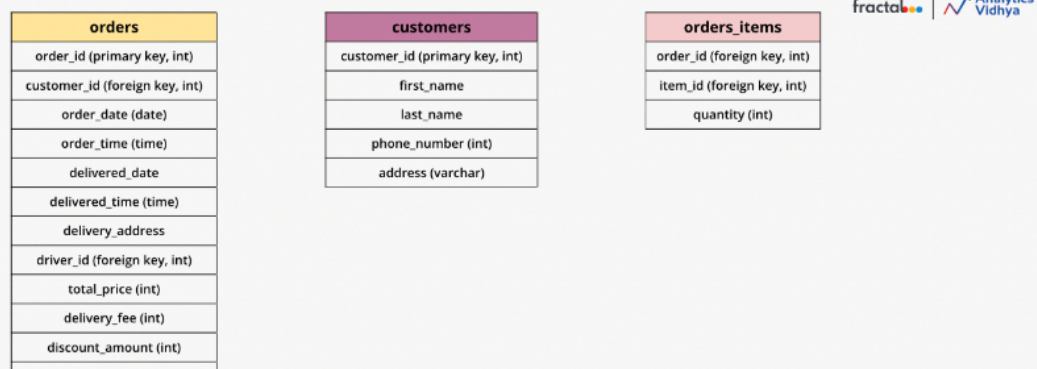 fractal
Analytics
Vidhya
orders
order_id (primary key, int)
customer_id (foreign key, int)
order_date (date)
order_time (time)
delivered_date
delivered_time (time)
delivery_address
driver_id (foreign key, int)
total_price (int)
delivery_fee (int)
discount_amount (int)
customers
customer_id (primary key, int)
first_name
last_name
phone_number (int)
address (varchar)
orders_items
order_id (foreign key, int)
item_id (foreign key, int)
quantity (int)